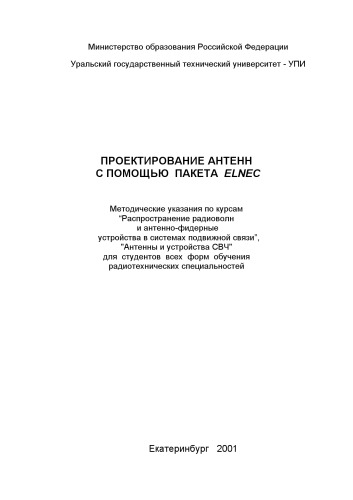 Министерство образования Российской Федерации
Уральский государственный технический университет - УПИ
ПРОЕКТИРОВАНИЕ АНТЕНН
С ПОМОЩЬЮ ПАКЕТА ELNEC
Методические указания по курсам
"Распространение радиоволн
и антенно-фидерные
устройства в системах подвижной связи",
"Антенны и устройства СВЧ"
для студентов всех форм обучения
радиотехнических специальностей
Екатеринбург 2001